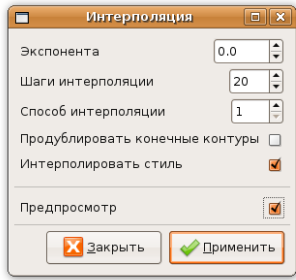 Интерполяция
Экспонента 0.0
Шаги интерполяции 20
Способ интерполяции 1
Продублировать конечные контуры
Интерполировать стиль
Предпросмотр
Закрыть Применить